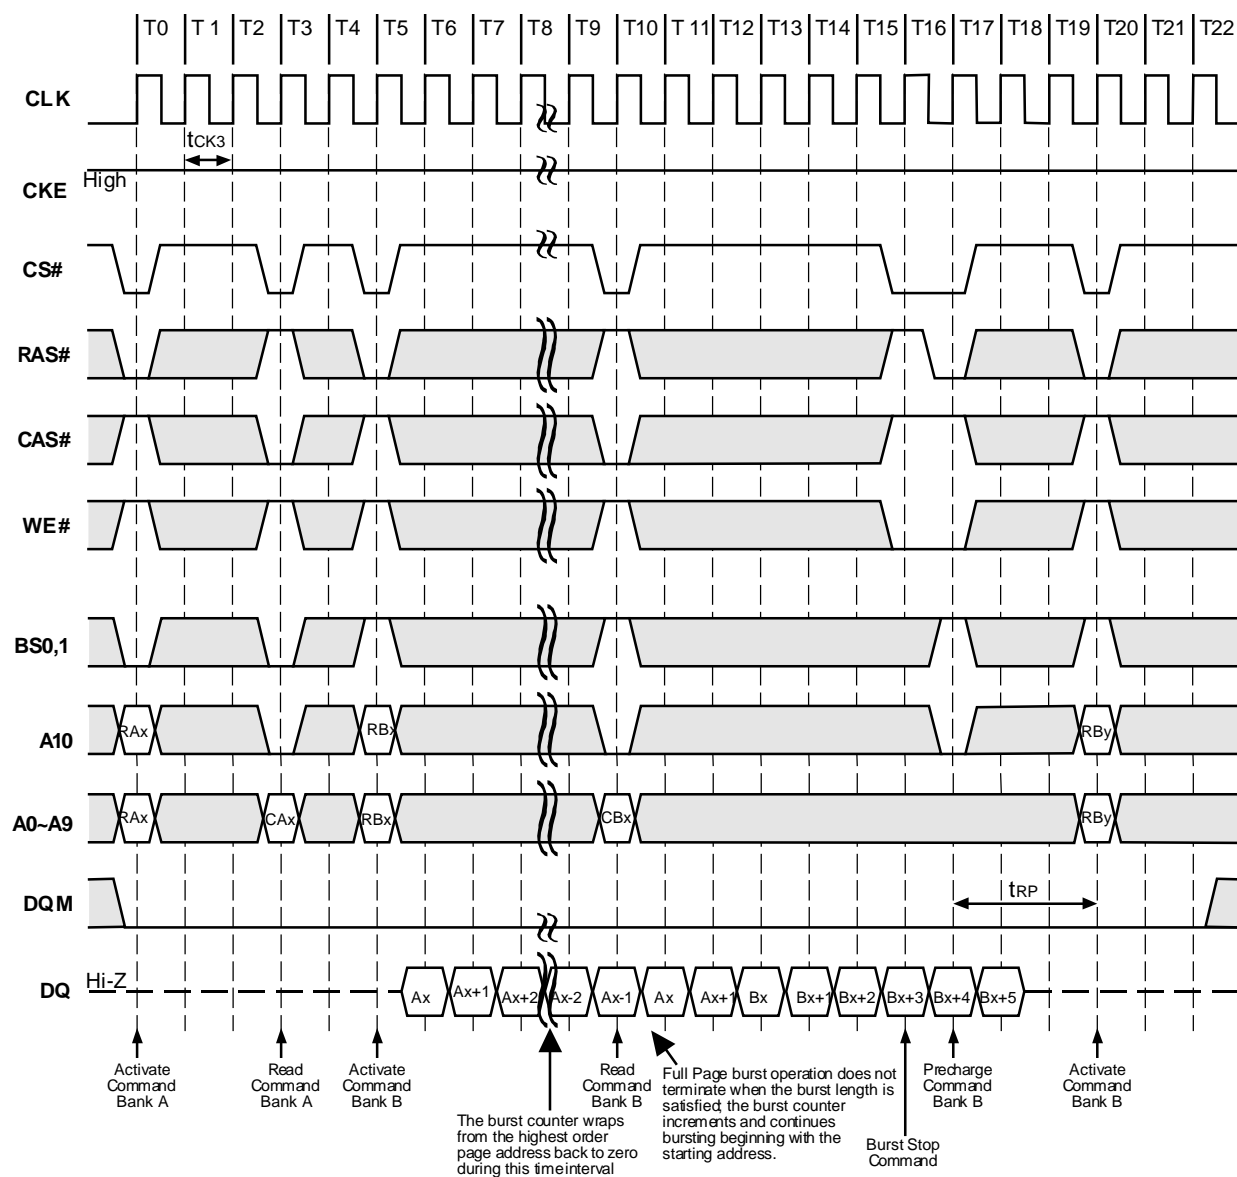 T0 T 1 T2 T3 T4 T5 T6 T7 T8 T9 T10 T 11 T12 T13 T14 T15 T16 T17 T18 T19 T20 T21 T22
CLK
tCK3
High
CKE
CS#
RAS#
CAS#
WE#
BS0,1
A10
RAx RBx RBy
A0~A9
RAx CAx RBx CBx RBy
DQM
tRP
Hi-Z
DQ
Ax Ax+1 Ax+2 Ax-2 Ax-1 Ax Ax+1 Bx Bx+1 Bx+2 Bx+3 Bx+4 Bx+5
Activate
Command
Bank A
Read
Command
Bank A
Activate
Command
Bank B
The burst counter wraps
from the highest order
page address back to zero
during this time interval
Read
Command
Bank B
Full Page burst operation does not
terminate when the burst length is
satisfied; the burst counter
increments and continues
bursting beginning with the
starting address.
Burst Stop
Command
Precharge
Command
Bank B
Activate
Command
Bank B